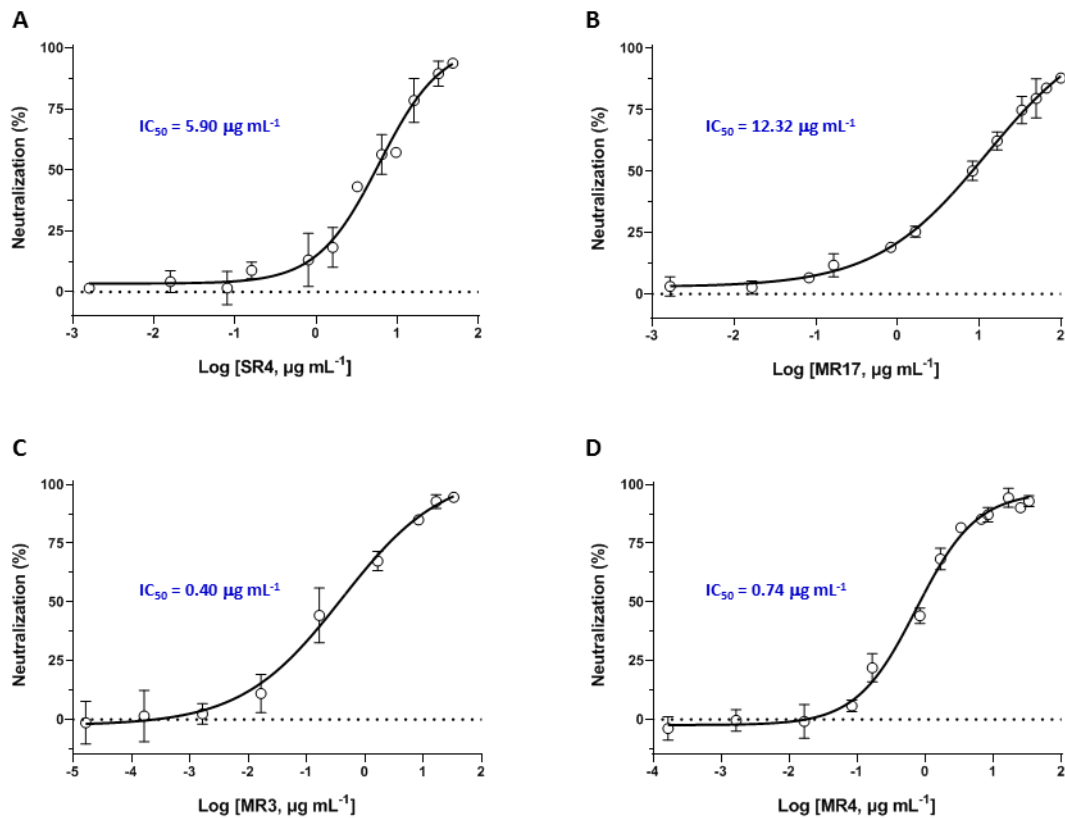 A
Neutralization (%)
100
75
50
25
0
IC50 = 5.90 µg mL-1
-3 -2 -1 0 1 2
Log [SR4, µg mL-1]
B
Neutralization (%)
100
75
50
25
0
IC50 = 12.32 µg mL-1
-3 -2 -1 0 1 2
Log [MR17, µg mL-1]
C
Neutralization (%)
100
75
50
25
0
IC50 = 0.40 µg mL-1
-5 -4 -3 -2 -1 0 1 2
Log [MR3, µg mL-1]
D
Neutralization (%)
100
75
50
25
0
IC50 = 0.74 µg mL-1
-4 -3 -2 -1 0 1 2
Log [MR4, µg mL-1]